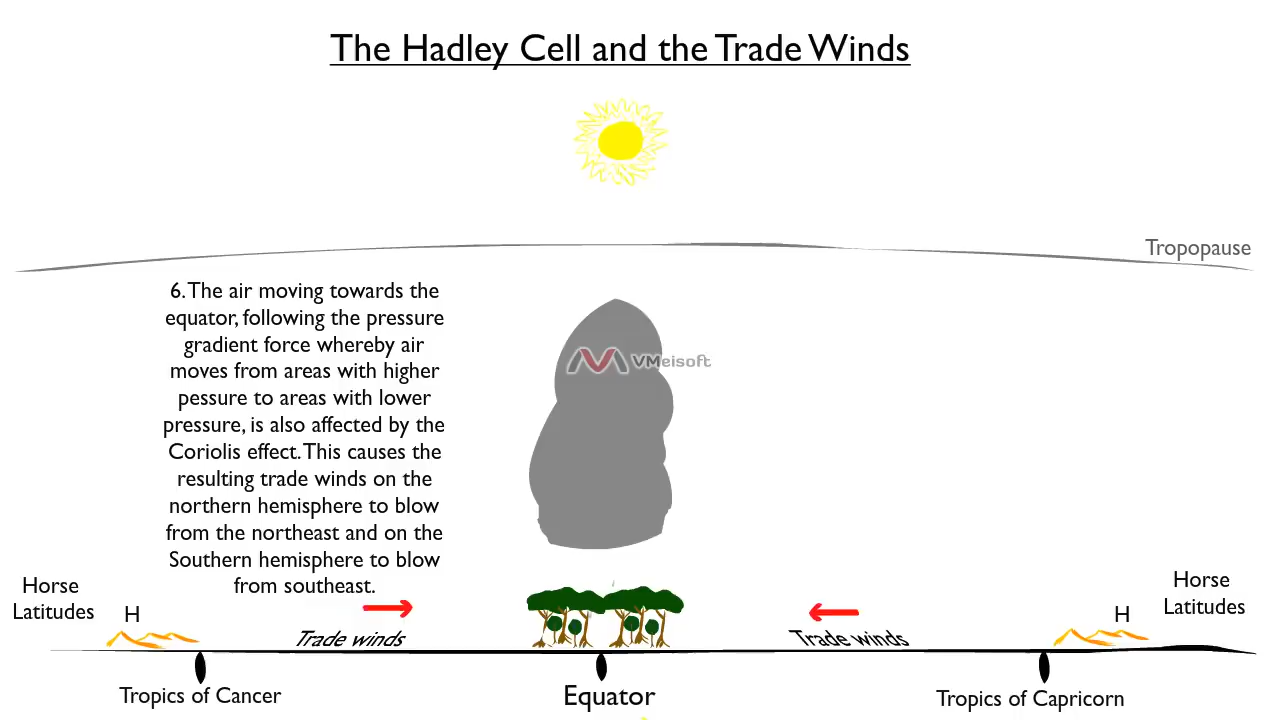 The Hadley Cell and the Trade Winds
Tropopause
6. The air moving towards the
equator, following the pressure
gradient force whereby air
moves from areas with higher
pessure to areas with lower
pressure, is also affected by the
Coriolis effect. This causes the
resulting trade winds on the
northern hemisphere to blow
from the northeast and on the
Southern hemisphere to blow
from southeast.
VMeisoft
Horse
Latitudes
H
Trade winds
Trade winds
H
Horse
Latitudes
Tropics of Cancer
Equator
Tropics of Capricorn